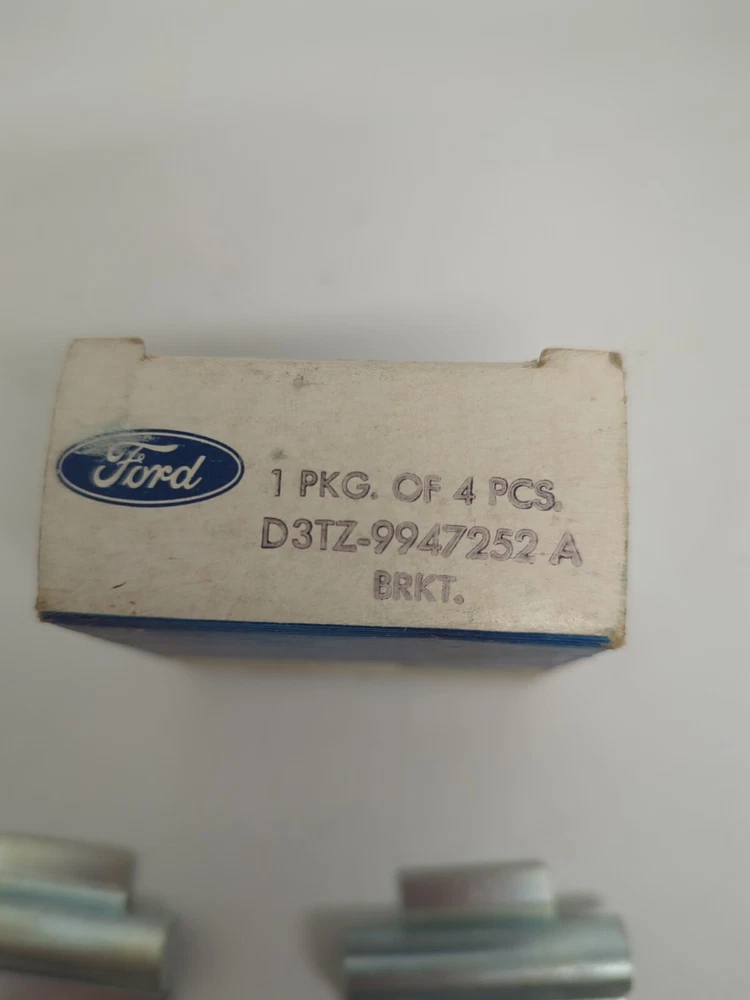 Ford
1 PKG. OF 4 PCS.
D3TZ-9947252 A
BRKT.